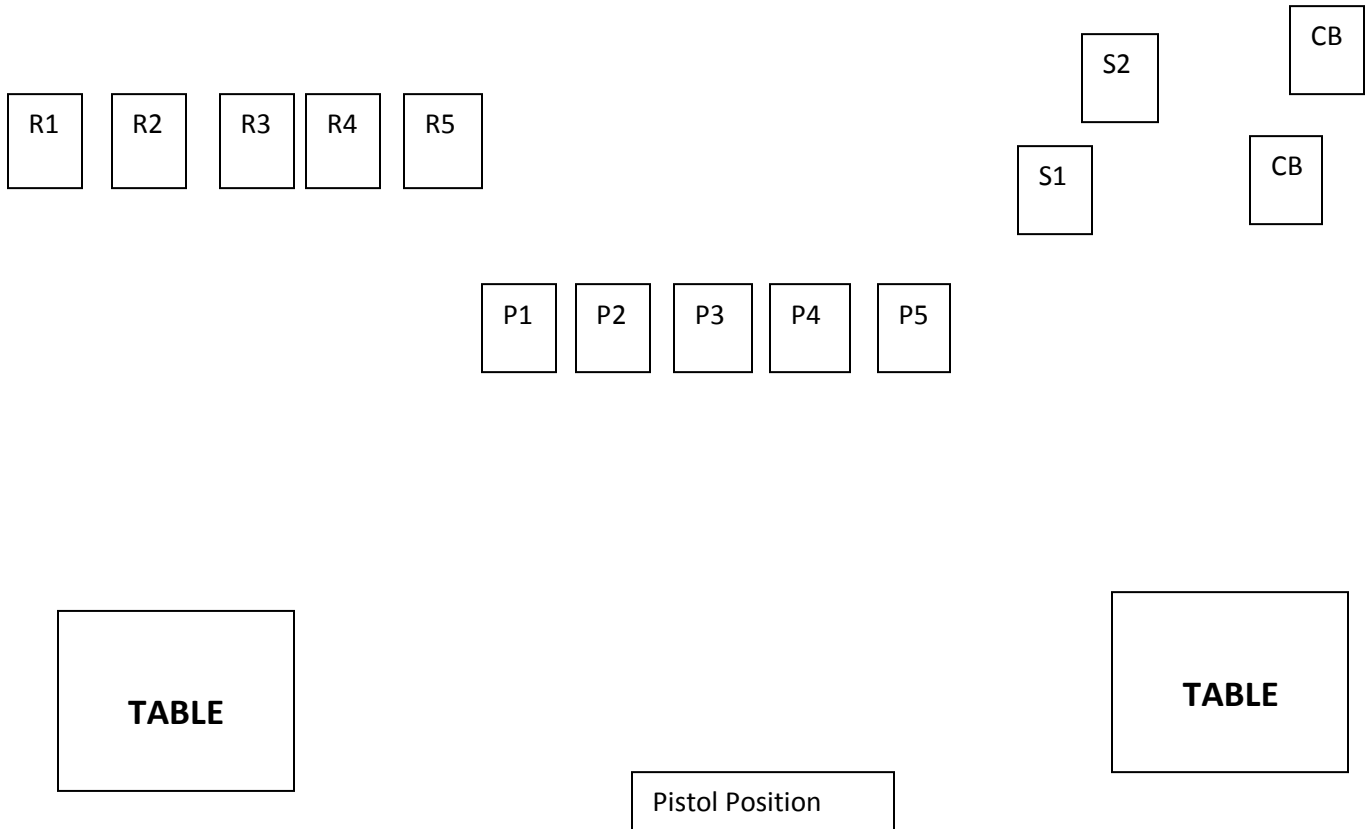 CB
S2
R1 R2 R3 R4 R5
S1
CB
P1 P2 P3 P4 P5
TABLE
TABLE
Pistol Position